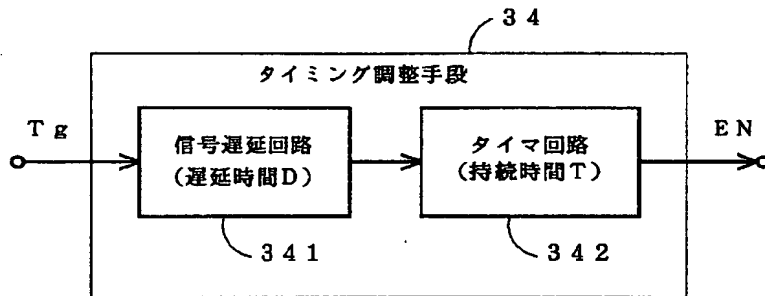 34
タイミング調整手段
Tg
信号遅延回路
(遅延時間D)
タイマ回路
(持続時間T)
EN
341
342